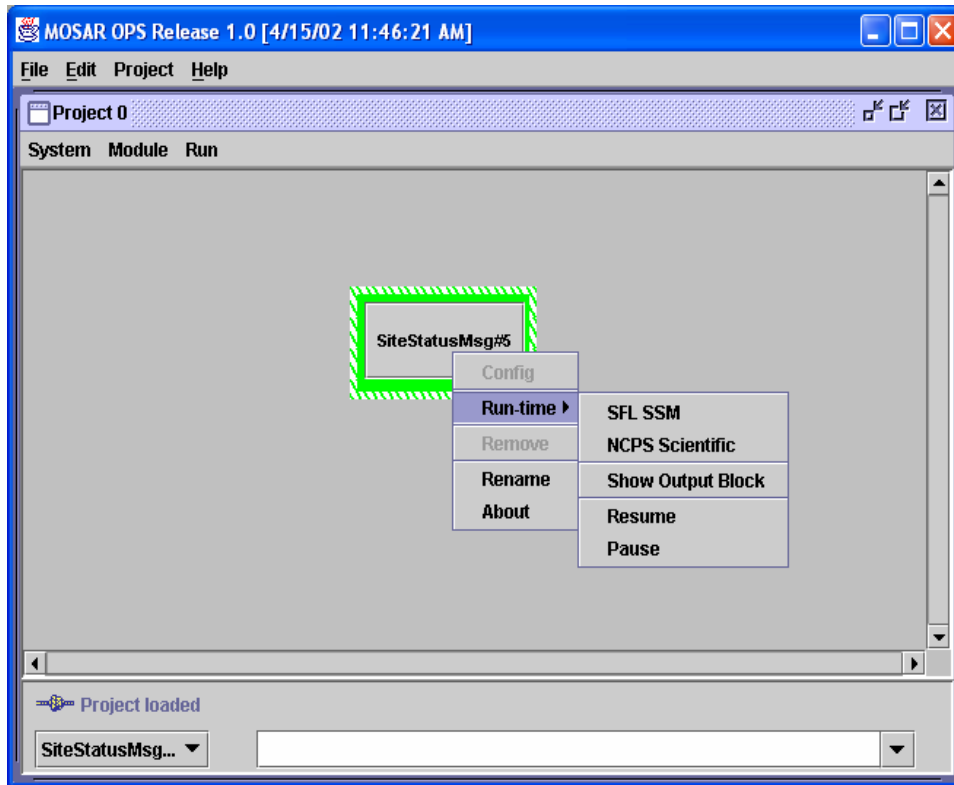 MOSAR OPS Release 1.0 [4/15/02 11:46:21 AM]
File Edit Project Help
Project 0
System Module Run
SiteStatusMsg#5
Config
Run-time
Remove
Rename
About
SFL SSM
NCPS Scientific
Show Output Block
Resume
Pause
Project loaded
SiteStatusMsg...